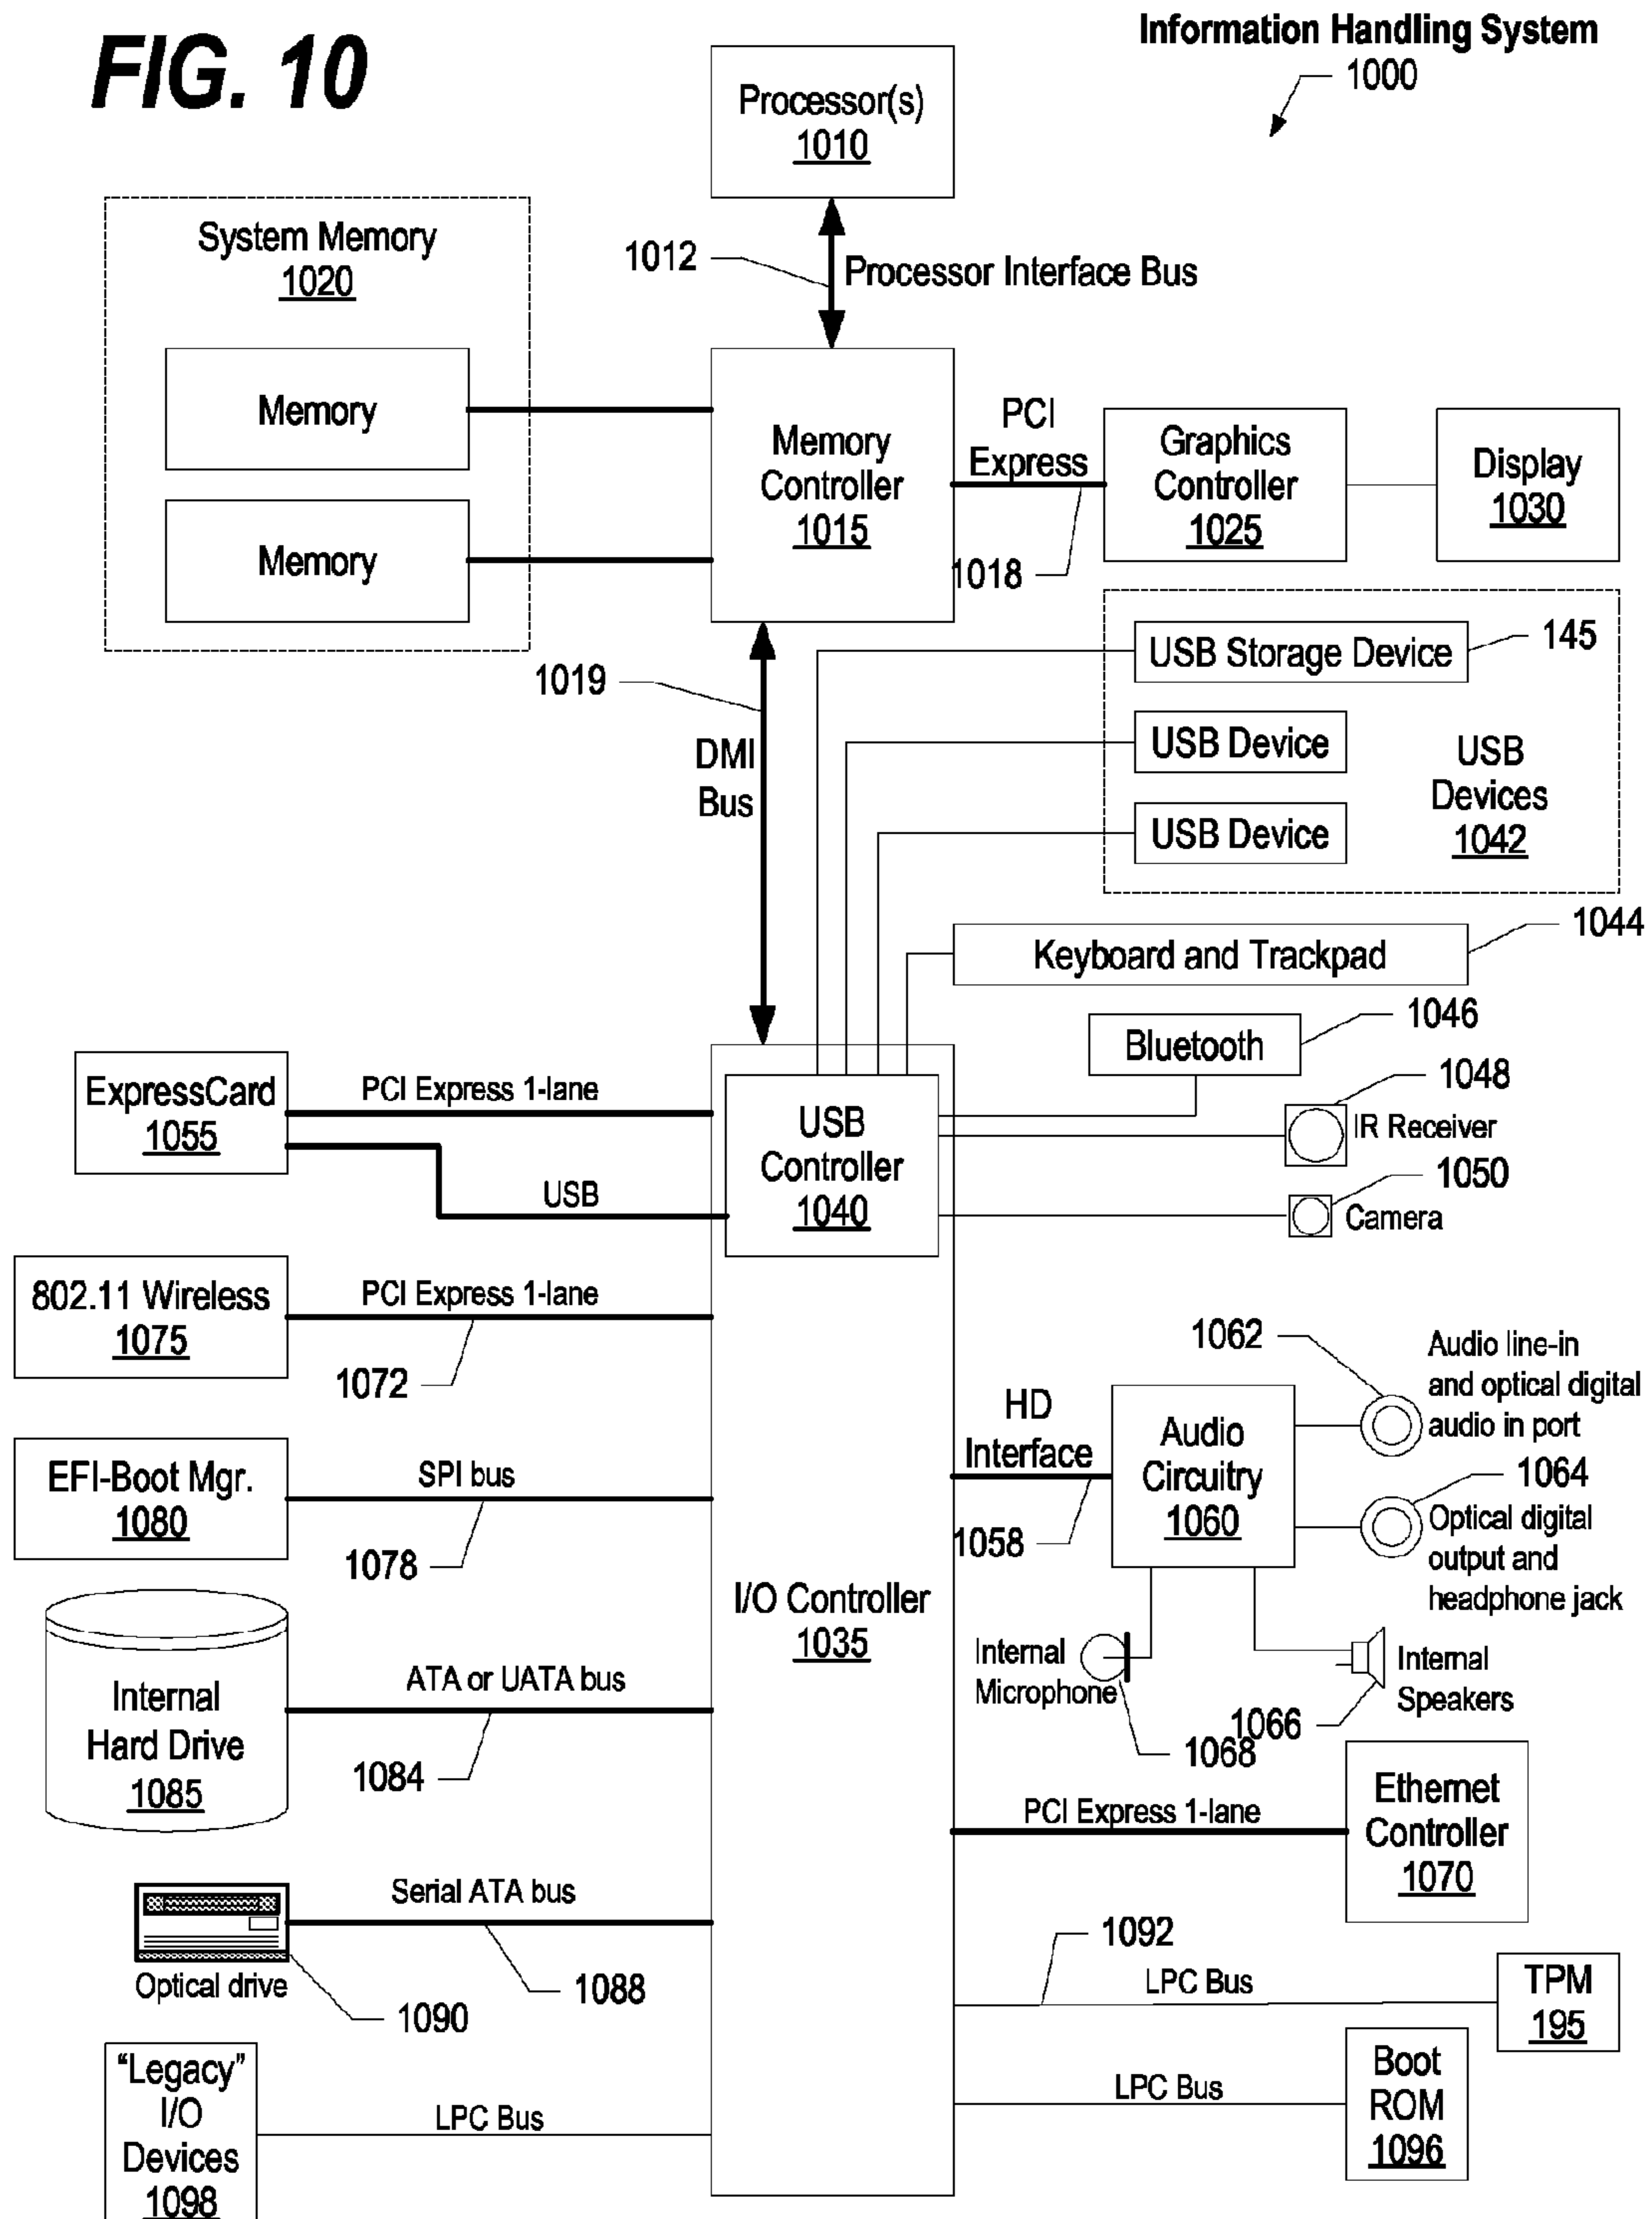 FIG. 10
Information Handling System
1000
Processor(s)
1010
System Memory
1020
1012
Processor Interface Bus
Memory
Memory
Memory
Controller
1015
PCI
Express
1018
Graphics
Controller
1025
Display
1030
1019
DMI
Bus
USB Storage Device
145
USB Device
USB Device
USB
Devices
1042
Keyboard and Trackpad
1044
Bluetooth
1046
1048
IR Receiver
1050
Camera
ExpressCard
1055
PCI Express 1-lane
USB
USB
Controller
1040
802.11 Wireless
1075
PCI Express 1-lane
1072
EFI-Boot Mgr.
1080
SPI bus
1078
HD
Interface
1058
Audio
Circuitry
1060
1062
Audio line-in
and optical digital
audio in port
1064
Optical digital
output and
headphone jack
I/O Controller
1035
Internal
Microphone
1068
1066
Internal
Speakers
Internal
Hard Drive
1085
ATA or UATA bus
1084
PCI Express 1-lane
Ethernet
Controller
1070
Serial ATA bus
1088
Optical drive
1090
1092
LPC Bus
TPM
195
LPC Bus
Boot
ROM
1096
“Legacy”
I/O
Devices
1098
LPC Bus